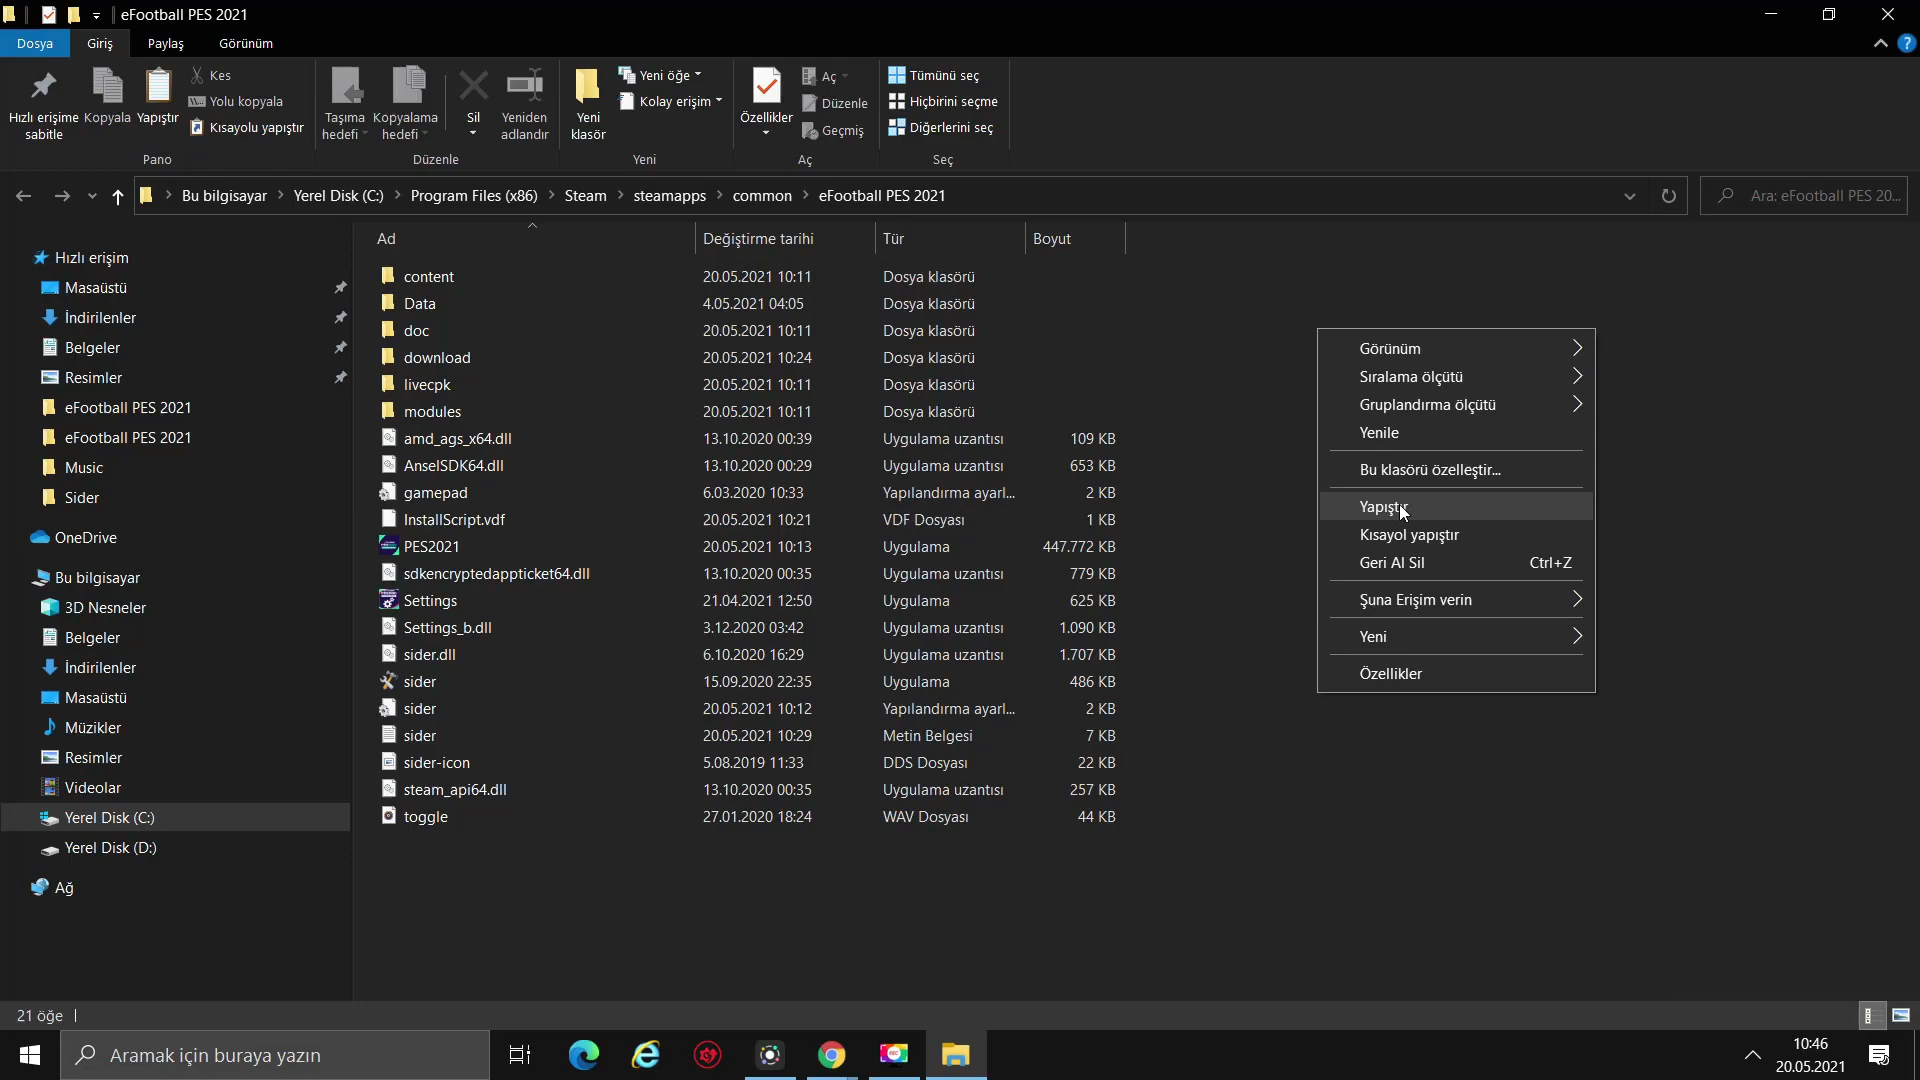 eFootball PES 2021
Dosya Giriş Paylaş Görünüm
Hızlı erişime sabitle
Kopyala
Yapıştır
Kes
Yolu kopyala
Kısayolu yapıştır
Pano
Taşıma hedefi
Kopyalama hedefi
Sil
Yeniden adlandır
Düzenle
Yeni klasör
Yeni öğe
Kolay erişim
Yeni
Özellikler
Aç
Düzenle
Geçmiş
Aç
Tümünü seç
Hiçbirini seçme
Diğerlerini seç
Seç
Bu bilgisayar > Yerel Disk (C:) > Program Files (x86) > Steam > steamapps > common > eFootball PES 2021
Ara: eFootball PES 20...
Hızlı erişim
Masaüstü
İndirilenler
Belgeler
Resimler
eFootball PES 2021
eFootball PES 2021
Music
Sider
OneDrive
Bu bilgisayar
3D Nesneler
Belgeler
İndirilenler
Masaüstü
Müzikler
Resimler
Videolar
Yerel Disk (C:)
Yerel Disk (D:)
Ağ
Ad Değiştirme tarihi Tür Boyut
content 20.05.2021 10:11 Dosya klasörü
Data 4.05.2021 04:05 Dosya klasörü
doc 20.05.2021 10:11 Dosya klasörü
download 20.05.2021 10:24 Dosya klasörü
livecpk 20.05.2021 10:11 Dosya klasörü
modules 20.05.2021 10:11 Dosya klasörü
amd_ags_x64.dll 13.10.2020 00:39 Uygulama uzantısı 109 KB
AnselSDK64.dll 13.10.2020 00:29 Uygulama uzantısı 653 KB
gamepad 6.03.2020 10:33 Yapılandırma ayarl... 2 KB
InstallScript.vdf 20.05.2021 10:21 VDF Dosyası 1 KB
PES2021 20.05.2021 10:13 Uygulama 447.772 KB
sdkencryptedappticket64.dll 13.10.2020 00:35 Uygulama uzantısı 779 KB
Settings 21.04.2021 12:50 Uygulama 625 KB
Settings_b.dll 3.12.2020 03:42 Uygulama uzantısı 1.090 KB
sider.dll 6.10.2020 16:29 Uygulama uzantısı 1.707 KB
sider 15.09.2020 22:35 Uygulama 486 KB
sider 20.05.2021 10:12 Yapılandırma ayarl... 2 KB
sider 20.05.2021 10:29 Metin Belgesi 7 KB
sider-icon 5.08.2019 11:33 DDS Dosyası 22 KB
steam_api64.dll 13.10.2020 00:35 Uygulama uzantısı 257 KB
toggle 27.01.2020 18:24 WAV Dosyası 44 KB
Görünüm
Sıralama ölçütü
Gruplandırma ölçütü
Yenile
Bu klasörü özelleştir...
Yapıştır
Kısayol yapıştır
Geri Al Sil Ctrl+Z
Şuna Erişim verin
Yeni
Özellikler
21 öğe
Aramak için buraya yazın
10:46
20.05.2021